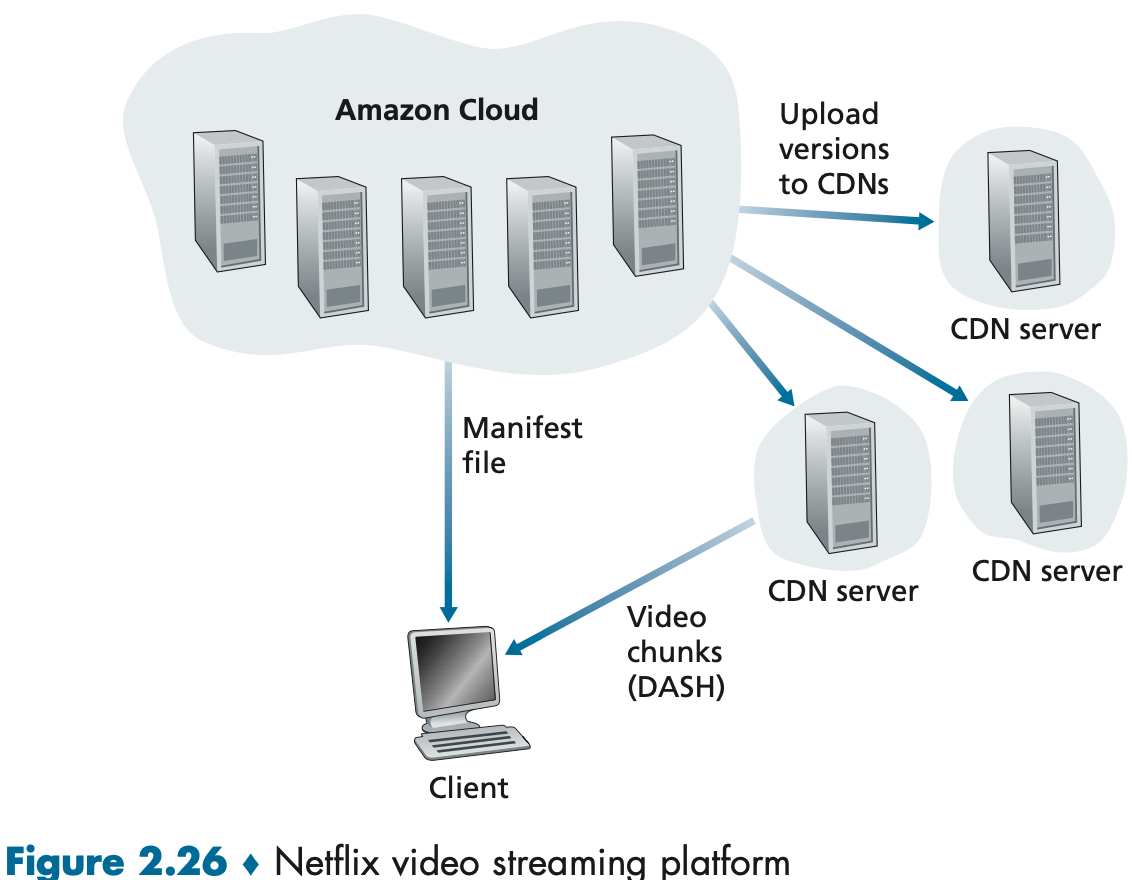 Amazon Cloud
Upload
versions
to CDNs
CDN server
Manifest
file
CDN server
CDN server
Video
chunks
(DASH)
Client
Figure 2.26 ♦ Netflix video streaming platform